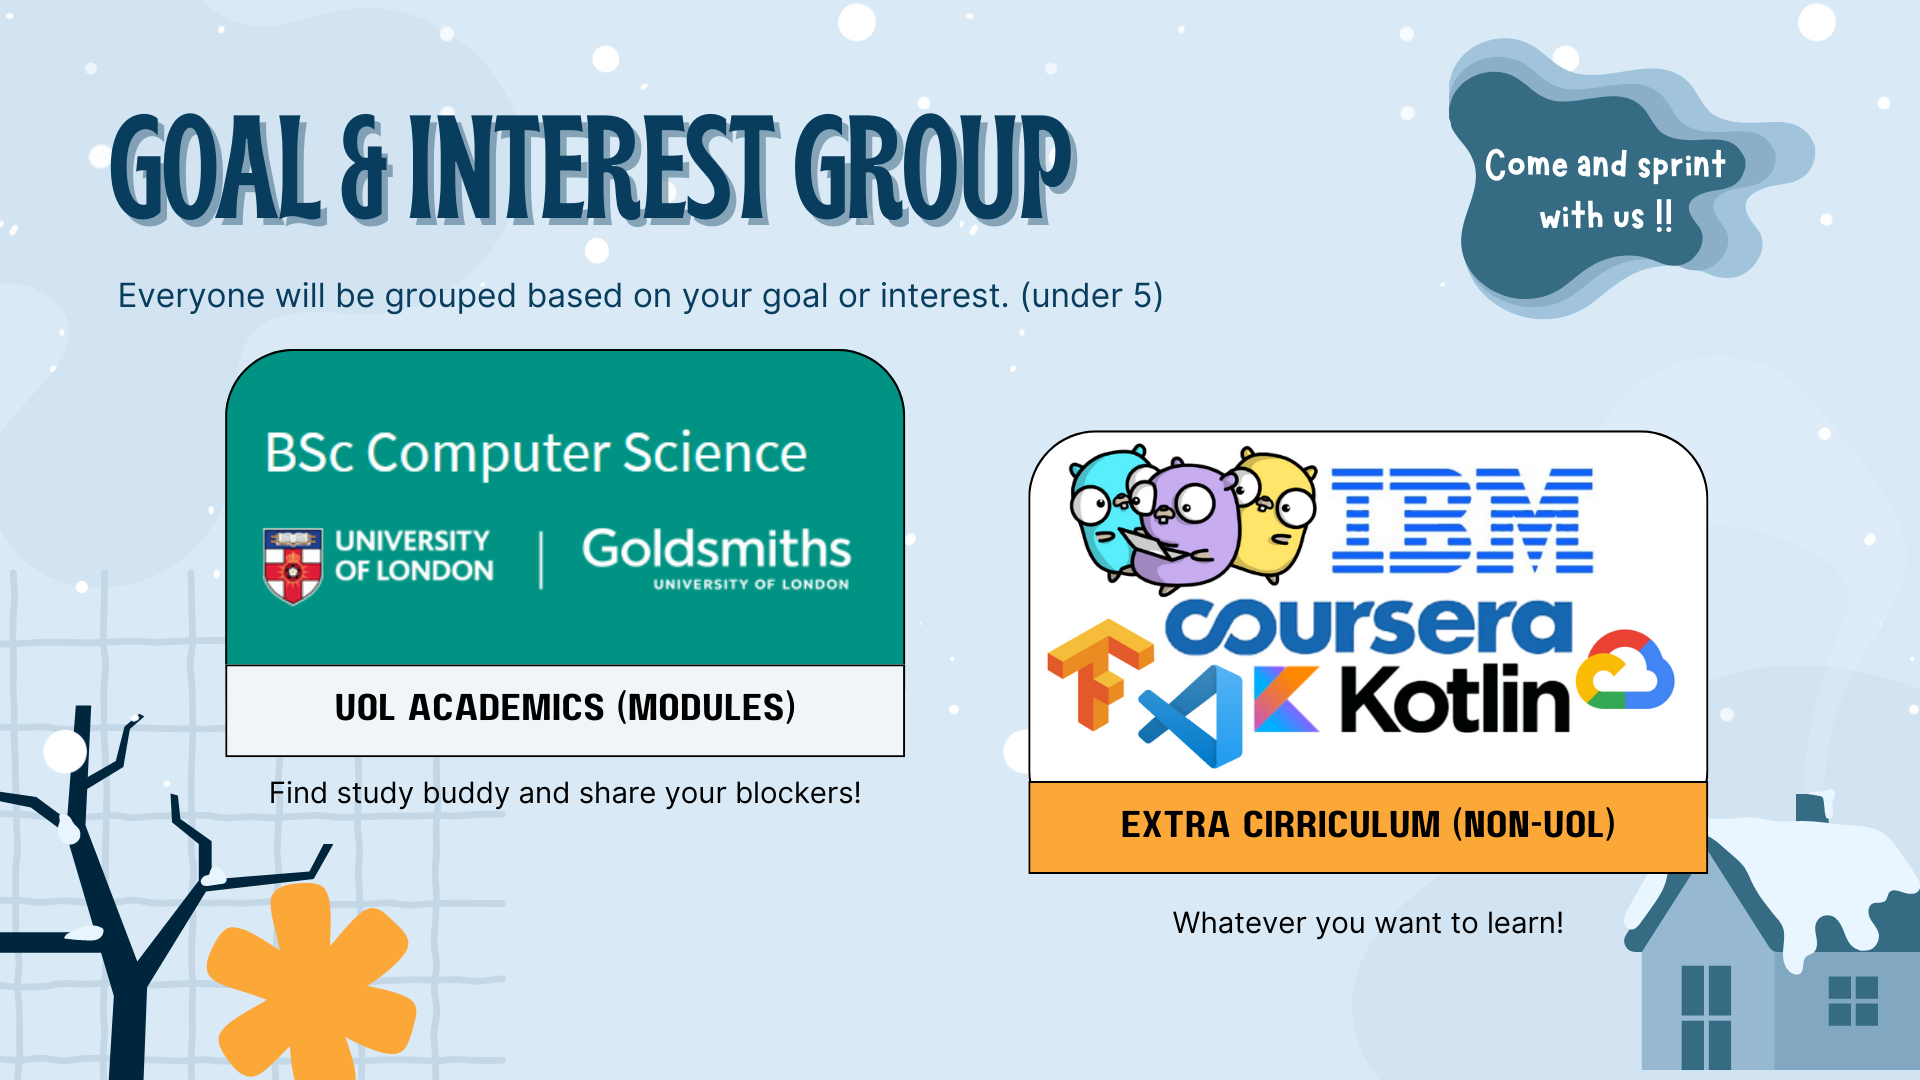 GOAL & INTEREST GROUP
Come and sprint
with us !!
Everyone will be grouped based on your goal or interest. (under 5)
BSc Computer Science
UNIVERSITY
OF LONDON
Goldsmiths
UNIVERSITY OF LONDON
UOL ACADEMICS (MODULES)
Find study buddy and share your blockers!
IBM
coursera
Kotlin
EXTRA CIRRICULUM (NON-UOL)
Whatever you want to learn!